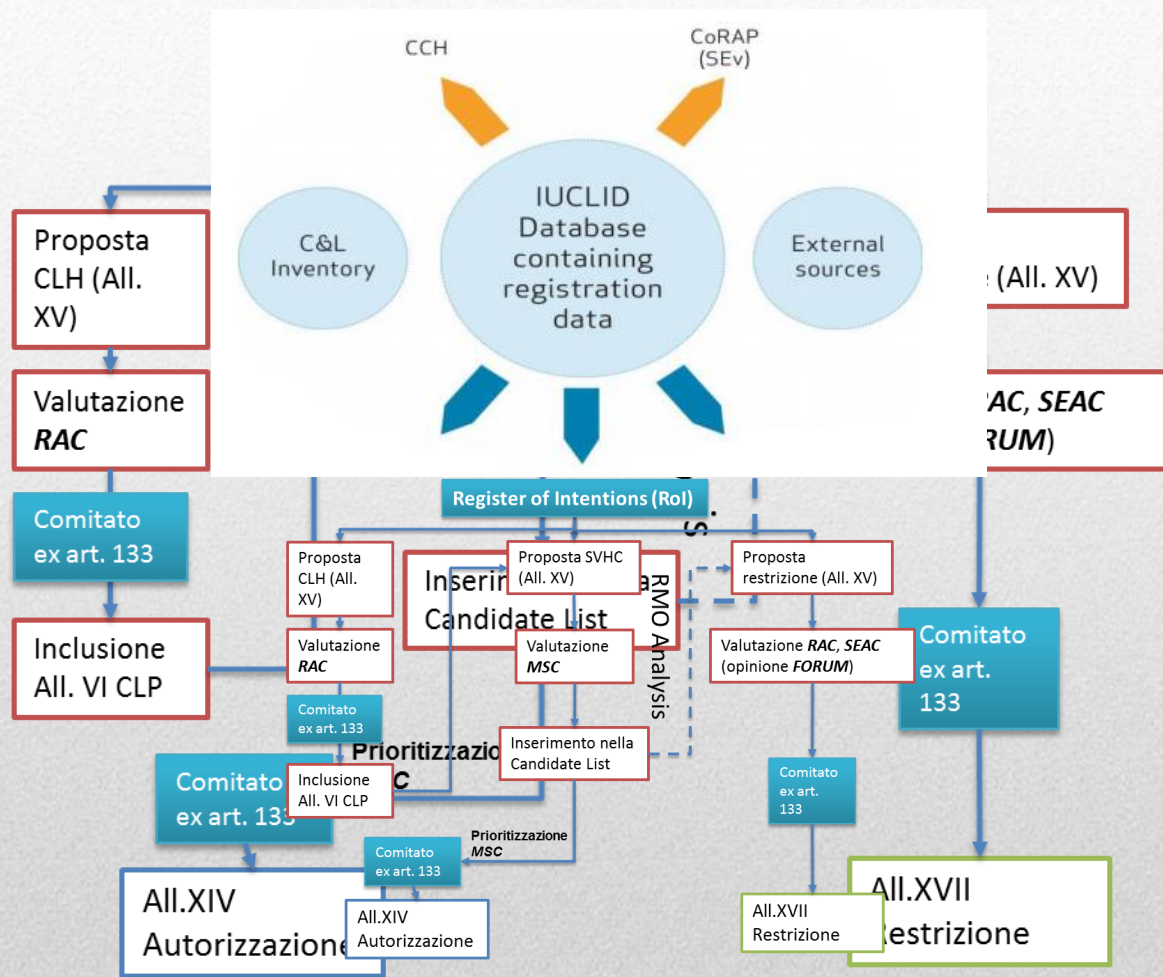 CCH
CoRAP
(SEv)
IUCLID
Database
containing
registration
data
C&L
Inventory
External
sources
Proposta
CLH (All.
XV)
(All. XV)
Valutazione
RAC
SEAC
Comitato
ex art. 133
Inclusione
All. VI CLP
Register of Intentions (RoI)
Proposta
CLH (All.
XV)
Proposta SVHC
(All. XV)
Proposta
restrizione (All. XV)
Candidate List
RMO Analysis
Valutazione
RAC
Valutazione
MSC
Valutazione RAC, SEAC
(opinione FORUM)
Comitato
ex art.
133
Comitato
ex art. 133
Inserimento nella
Candidate List
Inclusione
All. VI CLP
Comitato
ex art.
133
Comitato
ex art. 133
Prioritizzazione
MSC
Comitato
ex art. 133
All.XIV
Autorizzazione
All.XIV
Autorizzazione
All.XVII
Restrizione
All.XVII
Restrizione